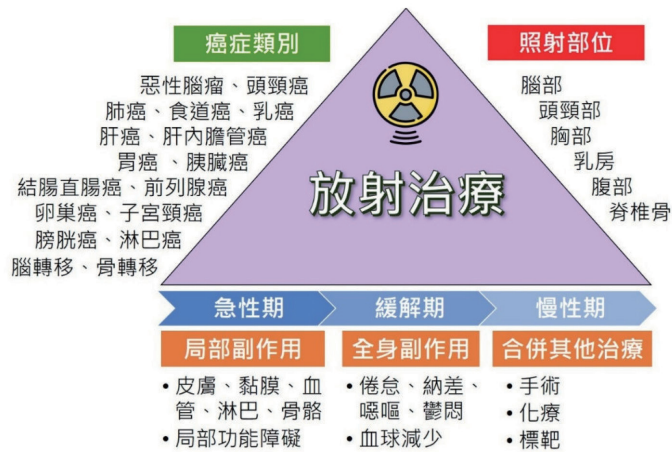 癌症類別
照射部位
惡性腦瘤、頭頸癌
肺癌、食道癌、乳癌
肝癌、肝內膽管癌
胃癌、胰臟癌
結腸直腸癌、前列腺癌
卵巢癌、子宮頸癌
膀胱癌、淋巴癌
腦轉移、骨轉移
腦部
頭頸部
胸部
乳房
腹部
脊椎骨
放射治療
急性期
緩解期
慢性期
局部副作用
•皮膚、黏膜、血
管、淋巴、骨骼
•局部功能障礙
全身副作用
•倦怠、納差、
噁嘔、鬱悶
•血球減少
合併其他治療
•手術
•化療
•標靶